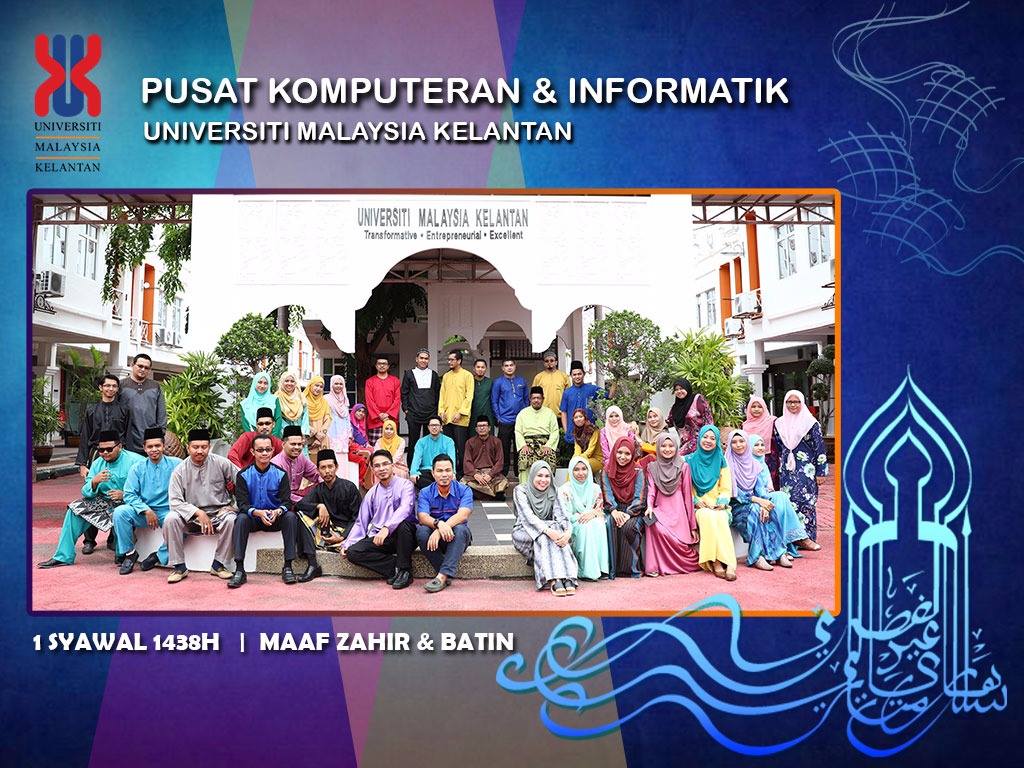 UNIVERSITI
MALAYSIA
KELANTAN
PUSAT KOMPUTERAN & INFORMATIK
UNIVERSITI MALAYSIA KELANTAN
UNIVERSITI MALAYSIA KELANTAN
Transformative • Entrepreneurial • Excellent
1 SYAWAL 1438H | MAAF ZAHIR & BATIN